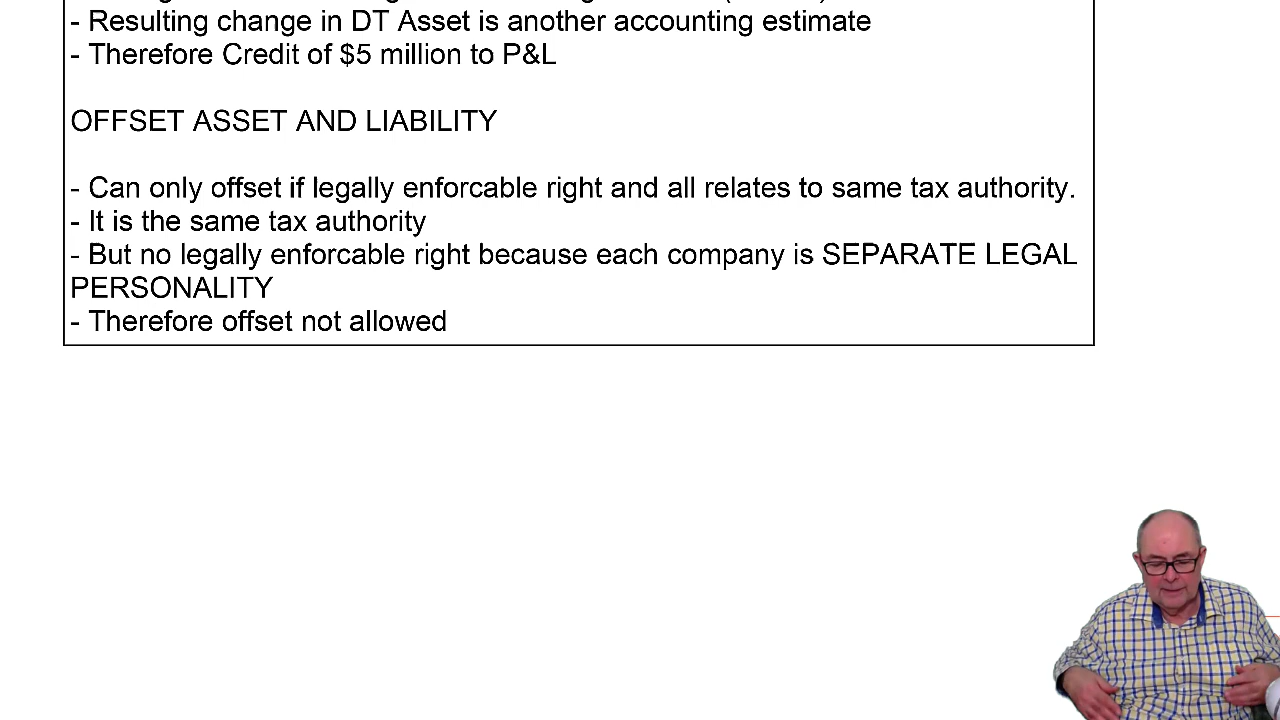 - Resulting change in DT Asset is another accounting estimate
- Therefore Credit of $5 million to P&L
OFFSET ASSET AND LIABILITY
- Can only offset if legally enforcable right and all relates to same tax authority.
- It is the same tax authority
- But no legally enforcable right because each company is SEPARATE LEGAL
PERSONALITY
- Therefore offset not allowed